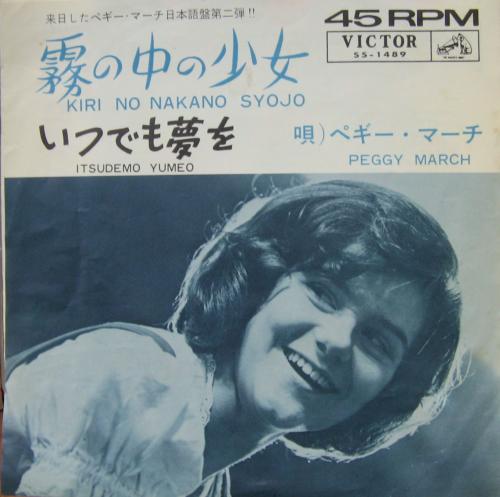 来日したペギー・マーチ日本語盤第二弾!!
45 RPM
VICTOR
SS-1489
霧の中の少女
KIRI NO NAKANO SYOJO
いつでも夢を
ITSUDEMO YUMEO
唄)ペギー・マーチ
PEGGY MARCH